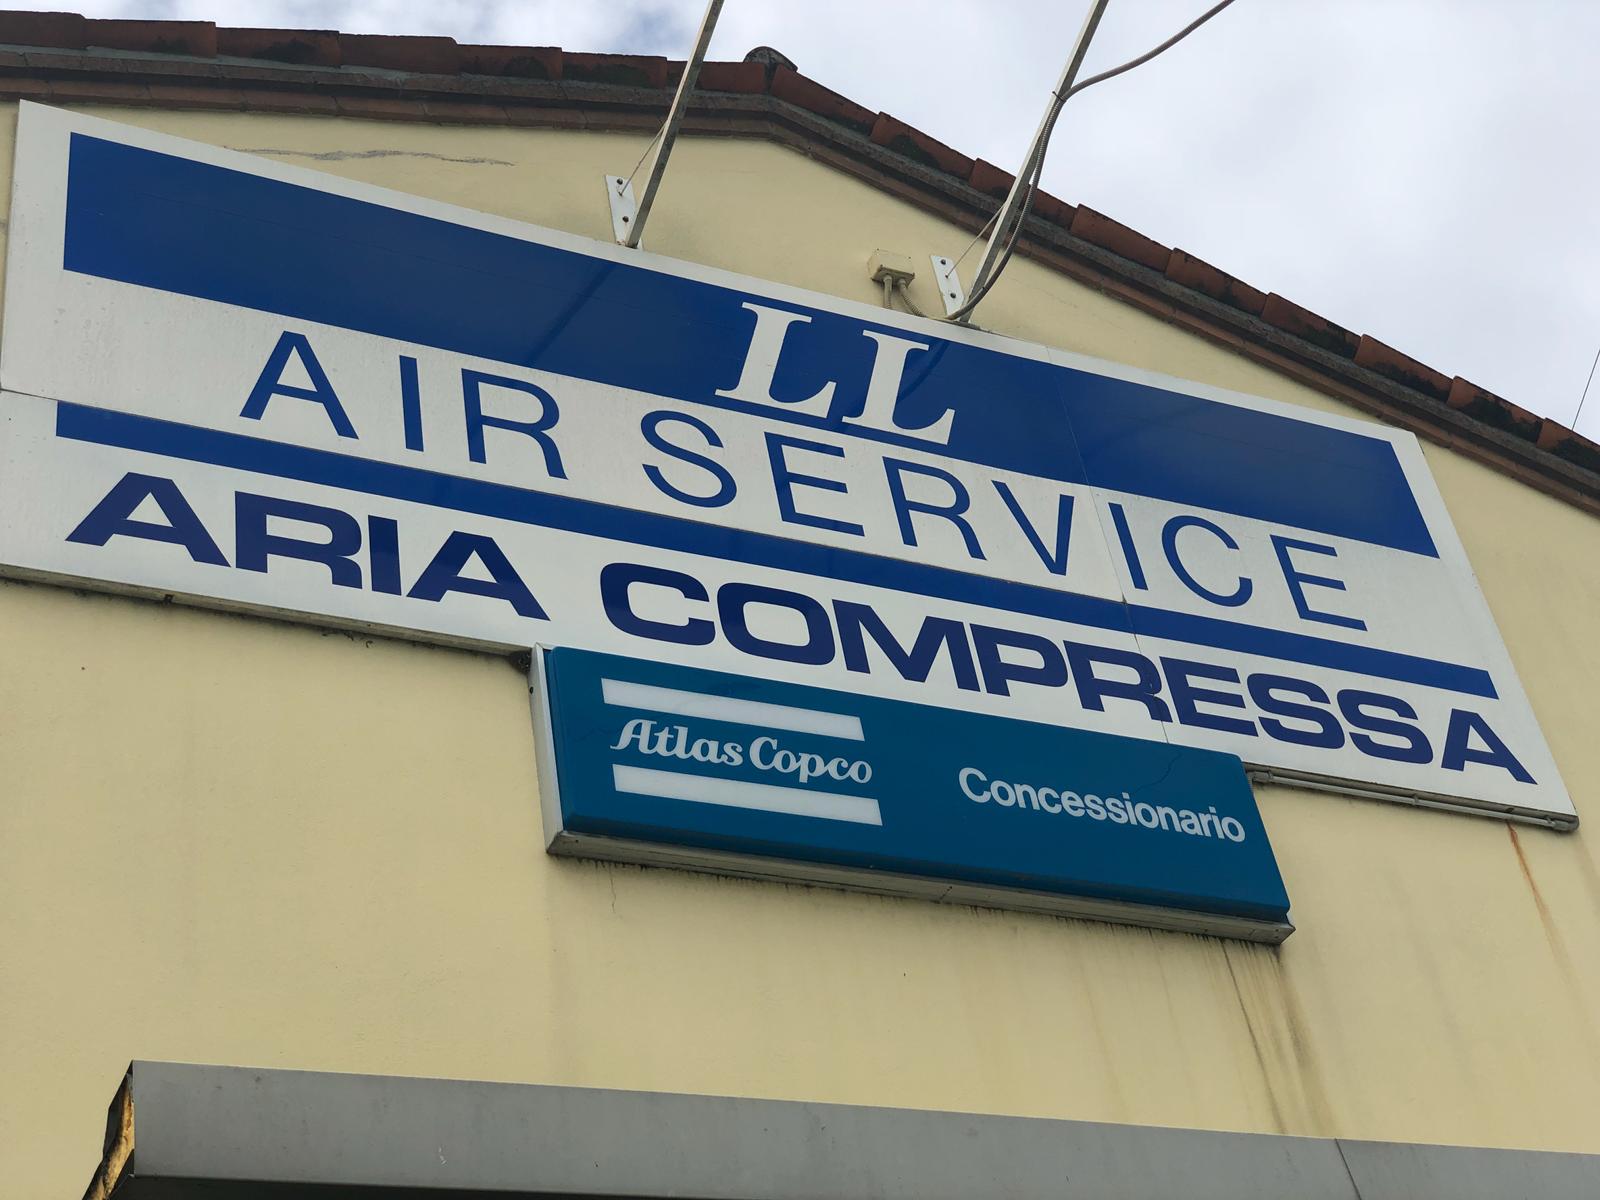 LL
AIR SERVICE
ARIA COMPRESSA
Atlas Copco
Concessionario